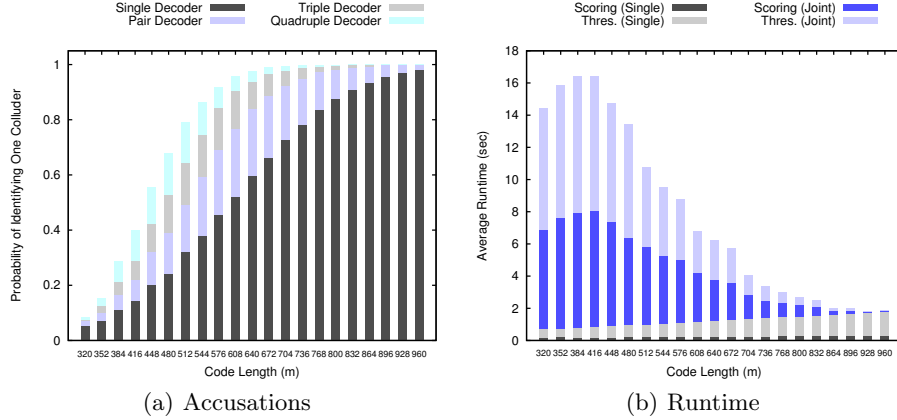 Single Decoder
Pair Decoder
Triple Decoder
Quadruple Decoder
Probability of Identifying One Colluder
1
0.8
0.6
0.4
0.2
0
320 352 384 416 448 480 512 544 576 608 640 672 704 736 768 800 832 864 896 928 960
Code Length (m)
(a) Accusations
Scoring (Single)
Thres. (Single)
Scoring (Joint)
Thres. (Joint)
Average Runtime (sec)
18
16
14
12
10
8
6
4
2
0
320 352 384 416 448 480 512 544 576 608 640 672 704 736 768 800 832 864 896 928 960
Code Length (m)
(b) Runtime